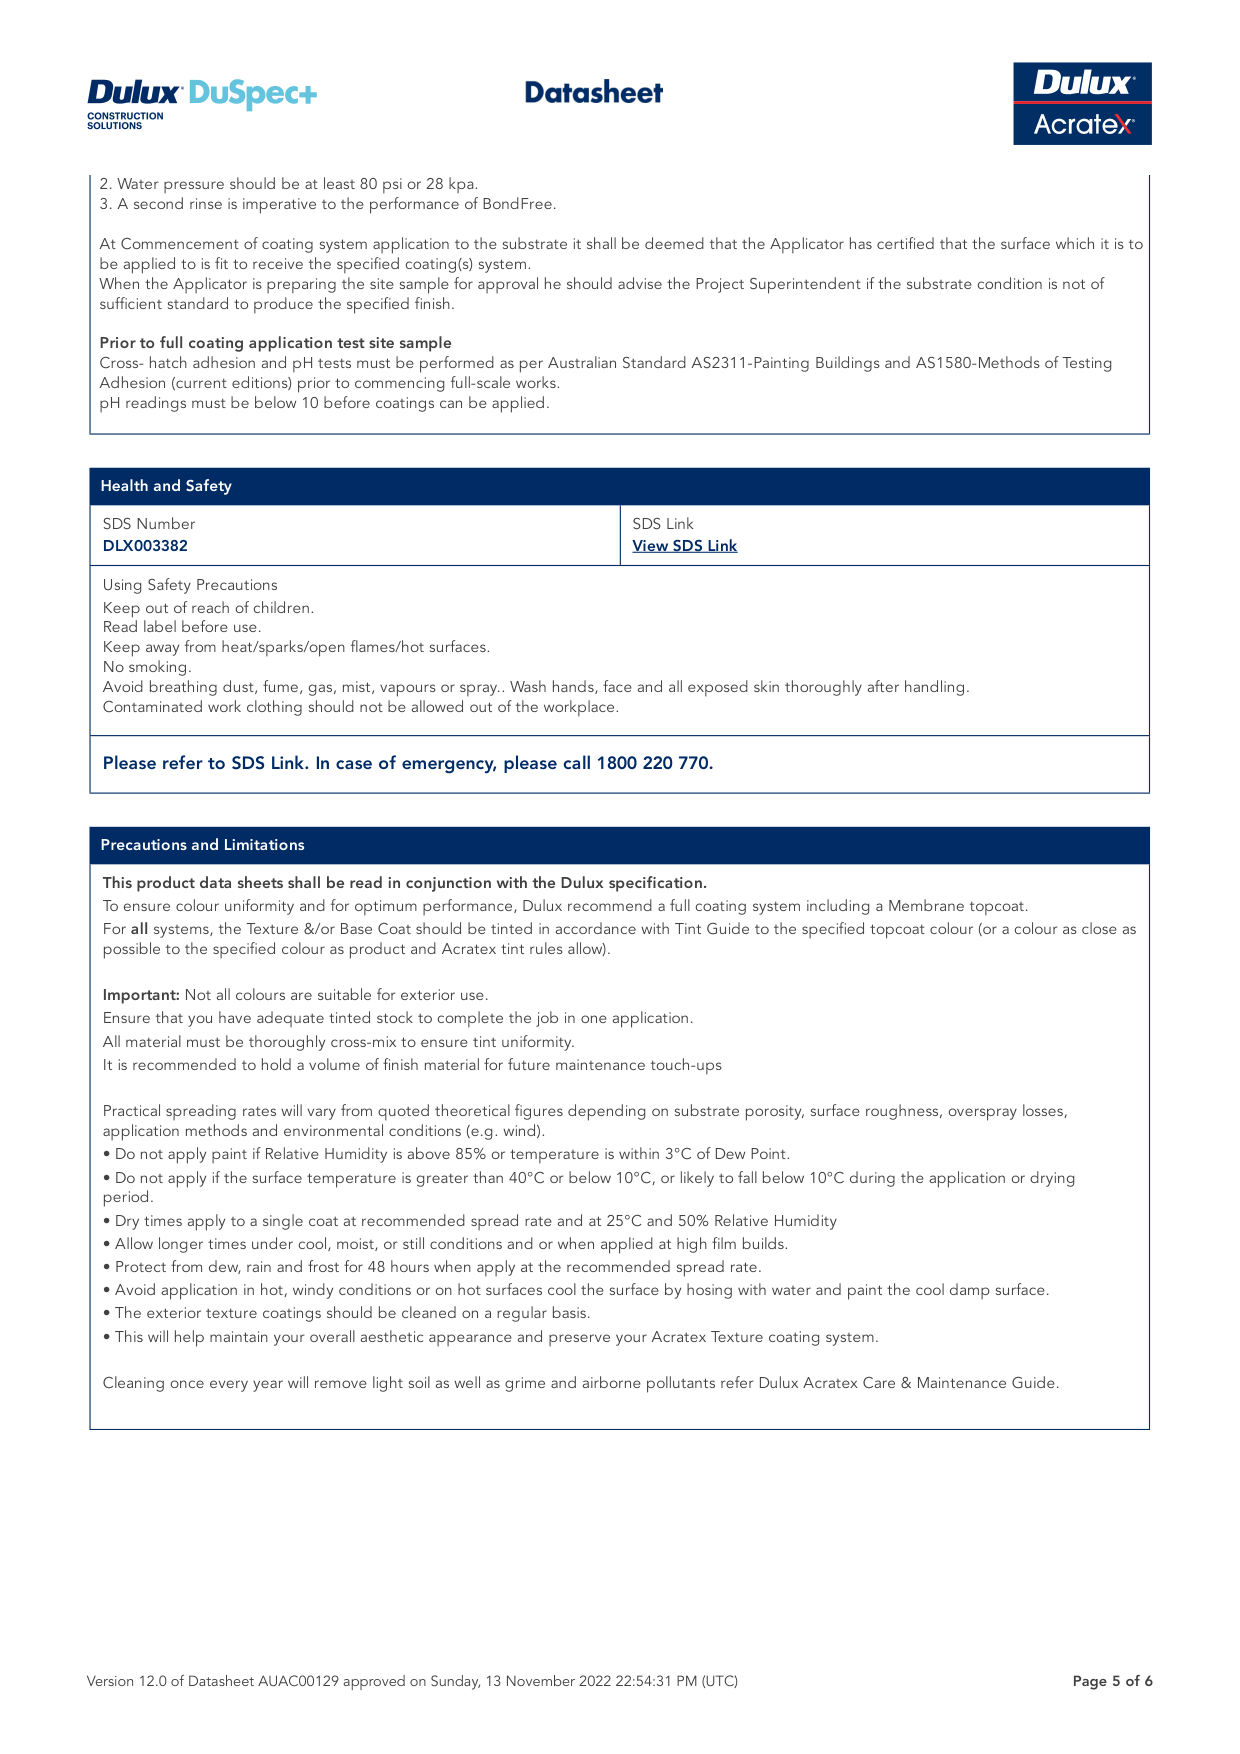 Dulux DuSpec+
CONSTRUCTION
SOLUTIONS
Datasheet
Dulux
Acratex
2. Water pressure should be at least 80 psi or 28 kpa.
3. A second rinse is imperative to the performance of BondFree.
At Commencement of coating system application to the substrate it shall be deemed that the Applicator has certified that the surface which it is to
be applied to is fit to receive the specified coating(s) system.
When the Applicator is preparing the site sample for approval he should advise the Project Superintendent if the substrate condition is not of
sufficient standard to produce the specified finish.
Prior to full coating application test site sample
Cross- hatch adhesion and pH tests must be performed as per Australian Standard AS2311-Painting Buildings and AS1580-Methods of Testing
Adhesion (current editions) prior to commencing full-scale works.
pH readings must be below 10 before coatings can be applied.
Health and Safety
SDS Number
DLX003382
SDS Link
View SDS Link
Using Safety Precautions
Keep out of reach of children.
Read label before use.
Keep away from heat/sparks/open flames/hot surfaces.
No smoking.
Avoid breathing dust, fume, gas, mist, vapours or spray.. Wash hands, face and all exposed skin thoroughly after handling.
Contaminated work clothing should not be allowed out of the workplace.
Please refer to SDS Link. In case of emergency, please call 1800 220 770.
Precautions and Limitations
This product data sheets shall be read in conjunction with the Dulux specification.
To ensure colour uniformity and for optimum performance, Dulux recommend a full coating system including a Membrane topcoat.
For all systems, the Texture &/or Base Coat should be tinted in accordance with Tint Guide to the specified topcoat colour (or a colour as close as
possible to the specified colour as product and Acratex tint rules allow).
Important: Not all colours are suitable for exterior use.
Ensure that you have adequate tinted stock to complete the job in one application.
All material must be thoroughly cross-mix to ensure tint uniformity.
It is recommended to hold a volume of finish material for future maintenance touch-ups
Practical spreading rates will vary from quoted theoretical figures depending on substrate porosity, surface roughness, overspray losses,
application methods and environmental conditions (e.g. wind).
• Do not apply paint if Relative Humidity is above 85% or temperature is within 3°C of Dew Point.
• Do not apply if the surface temperature is greater than 40°C or below 10°C, or likely to fall below 10°C during the application or drying
period.
• Dry times apply to a single coat at recommended spread rate and at 25°C and 50% Relative Humidity
• Allow longer times under cool, moist, or still conditions and or when applied at high film builds.
• Protect from dew, rain and frost for 48 hours when apply at the recommended spread rate.
• Avoid application in hot, windy conditions or on hot surfaces cool the surface by hosing with water and paint the cool damp surface.
• The exterior texture coatings should be cleaned on a regular basis.
• This will help maintain your overall aesthetic appearance and preserve your Acratex Texture coating system.
Cleaning once every year will remove light soil as well as grime and airborne pollutants refer Dulux Acratex Care & Maintenance Guide.
Version 12.0 of Datasheet AUAC00129 approved on Sunday, 13 November 2022 22:54:31 PM (UTC)
Page 5 of 6